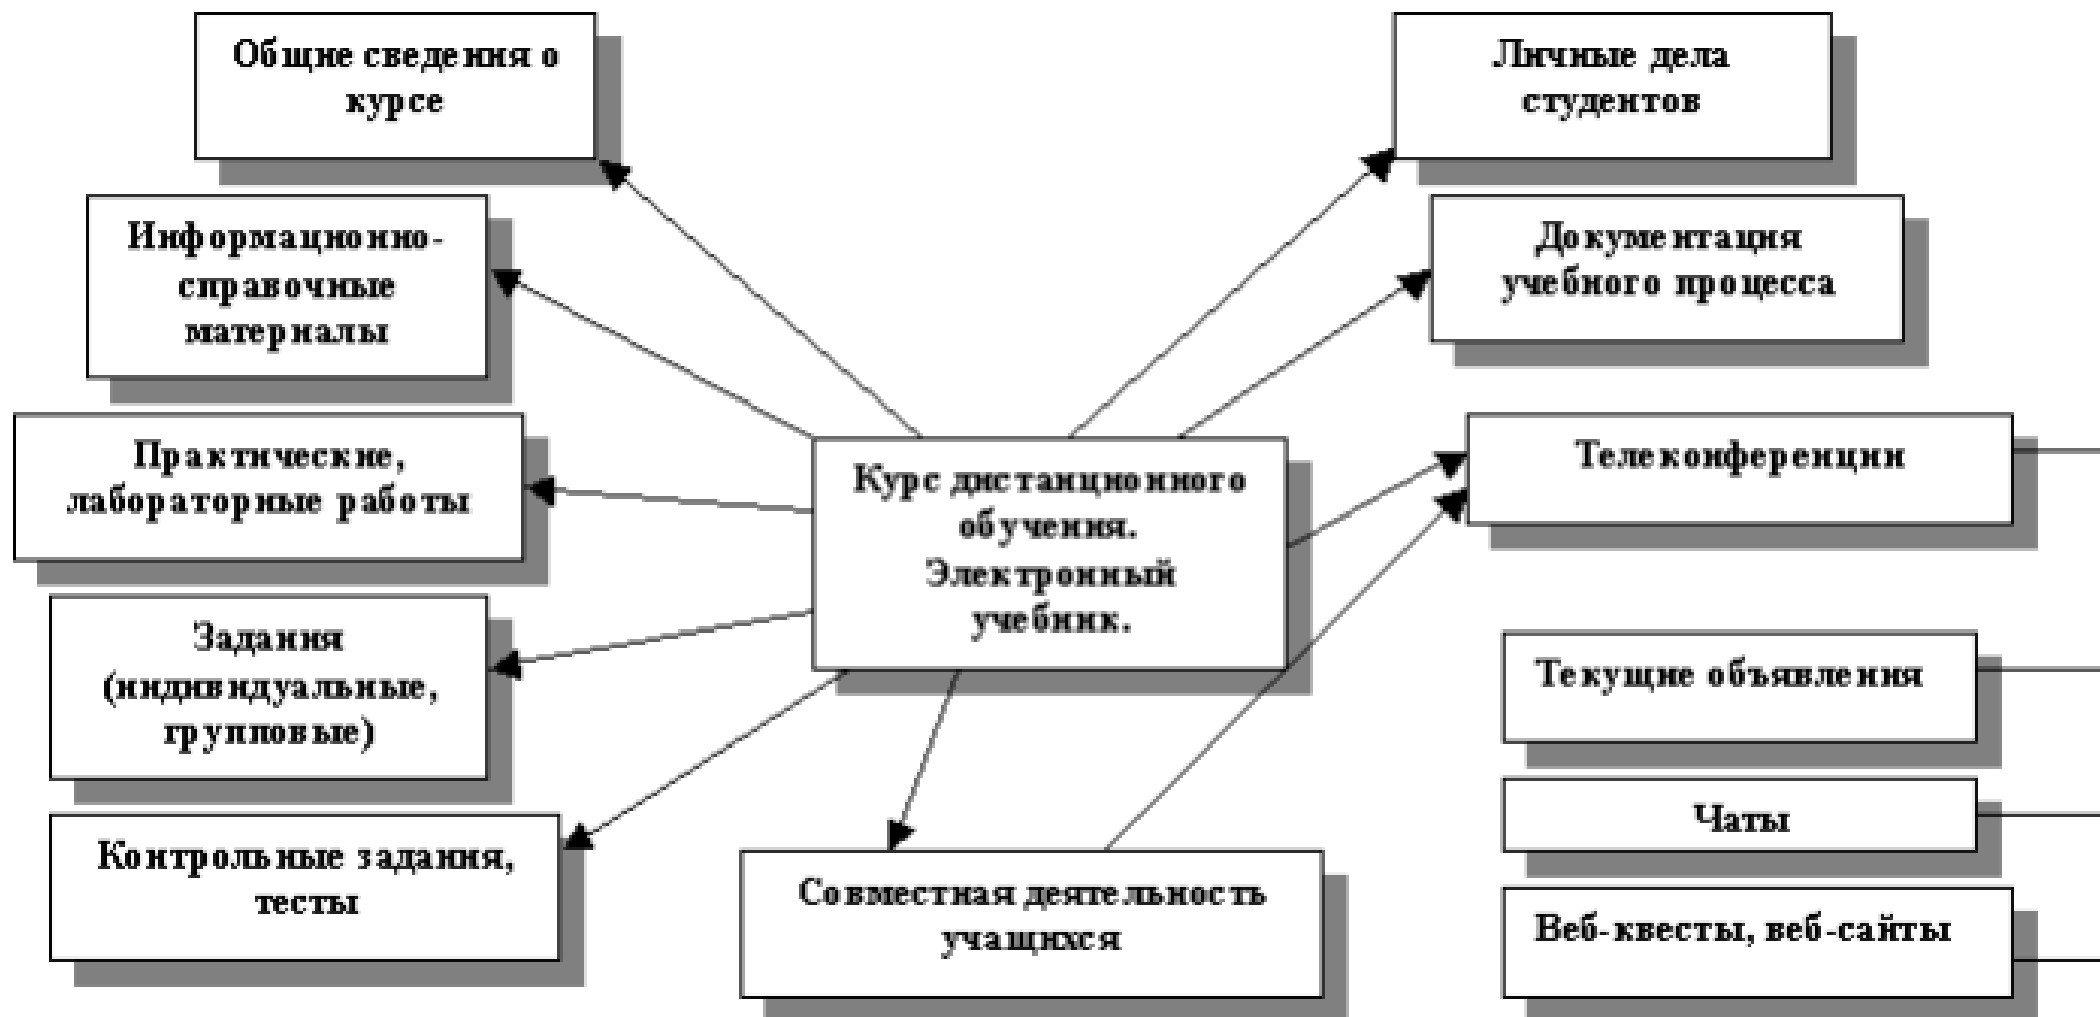 Общие сведения о
курсе
Информационно-
справочные
материалы
Практические,
лабораторные работы
Задания
(индивидуальные,
групповые)
Контрольные задания,
тесты
Курс дистанционного
обучения.
Электронный
учебник.
Совместная деятельность
учащихся
Личные дела
студентов
Документация
учебного процесса
Телеконференции
Текущие объявления
Чаты
Веб-квесты, веб-сайты